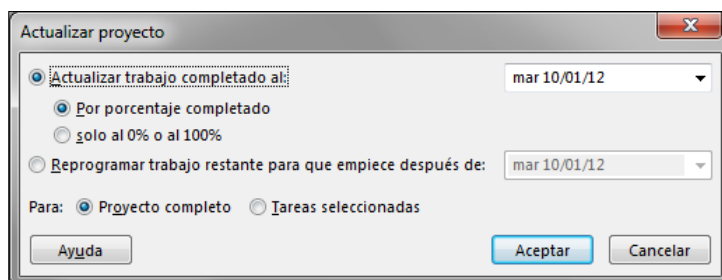 Actualizar proyecto
Actualizar trabajo completado al: mar 10/01/12
Por porcentaje completado
solo al 0% o al 100%
Reprogramar trabajo restante para que empiece después de: mar 10/01/12
Para: Proyecto completo Tareas seleccionadas
Ayuda Aceptar Cancelar